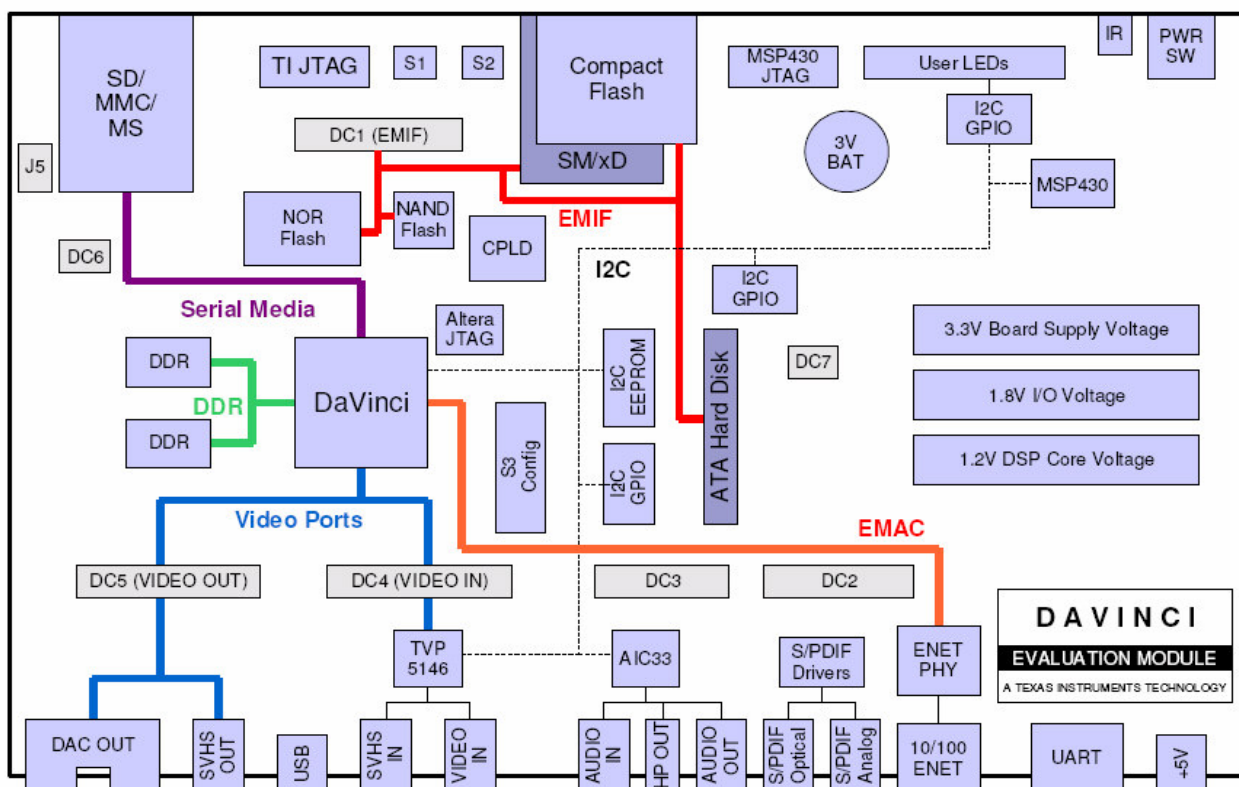 SD/
MMC/
MS
TI JTAG
S1
S2
Compact
Flash
MSP430
JTAG
User LEDs
IR
PWR
SW
DC1 (EMIF)
I2C
GPIO
3V
BAT
SM/xD
J5
MSP430
NOR
Flash
NAND
Flash
EMIF
CPLD
DC6
I2C
I2C
GPIO
Serial Media
Altera
JTAG
3.3V Board Supply Voltage
DDR
DaVinci
I2C
EEPROM
ATA Hard Disk
DC7
1.8V I/O Voltage
DDR
DDR
S3
Config
I2C
GPIO
1.2V DSP Core Voltage
Video Ports
EMAC
DC5 (VIDEO OUT)
DC4 (VIDEO IN)
DC3
DC2
DAVINCI
EVALUATION MODULE
A TEXAS INSTRUMENTS TECHNOLOGY
TVP
5146
AIC33
S/PDIF
Drivers
ENET
PHY
DAC OUT
SVHS
OUT
USB
SVHS
IN
VIDEO
IN
AUDIO
IN
HP OUT
AUDIO
OUT
S/PDIF
Optical
S/PDIF
Analog
10/100
ENET
UART
+5V